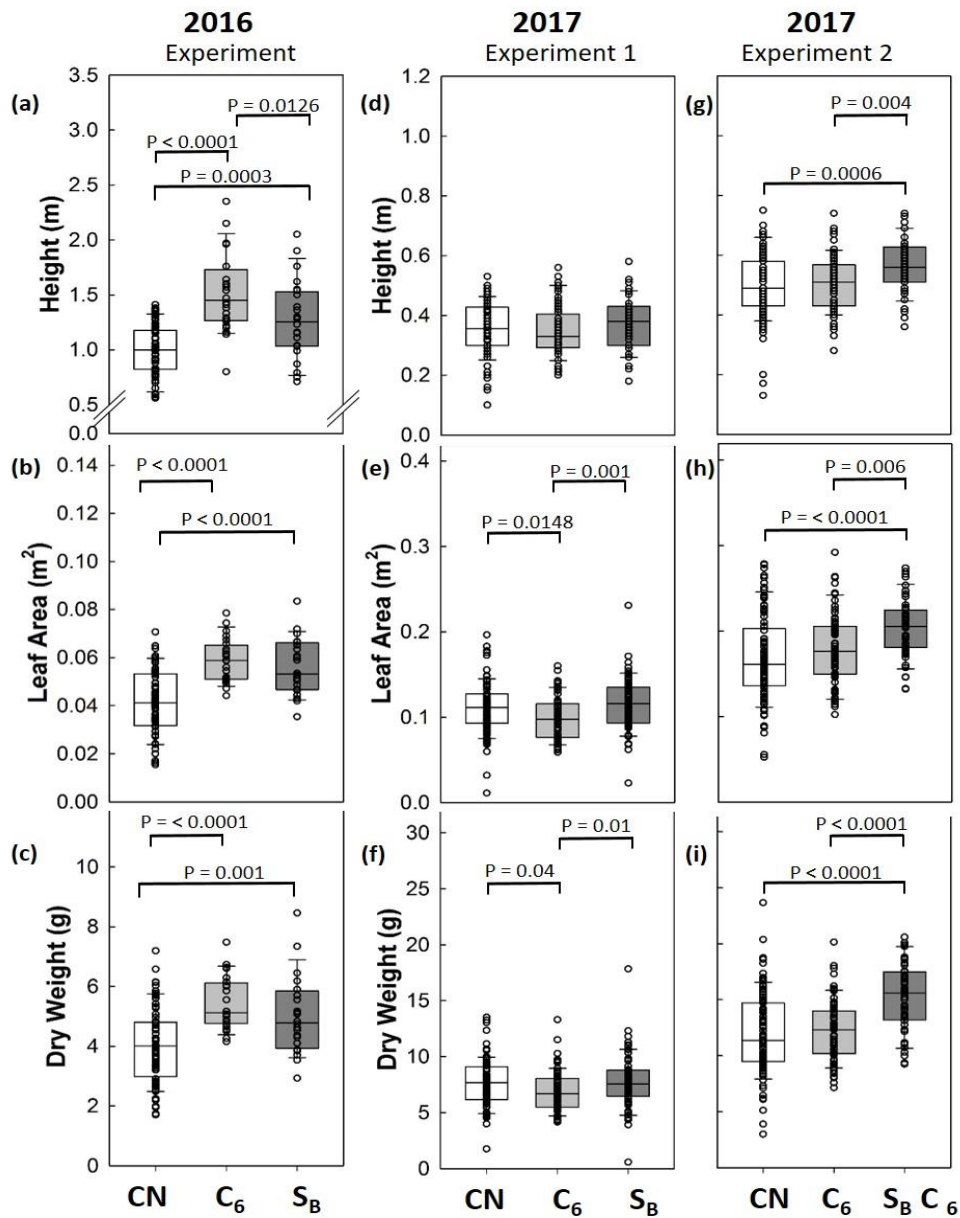 2016
Experiment
2017
Experiment 1
2017
Experiment 2
(a)
Height (m)
3.5
3.0
2.5
2.0
1.5
1.0
0.5
0.0
P = 0.0126
P < 0.0001
P = 0.0003
(d)
Height (m)
1.2
1.0
0.8
0.6
0.4
0.2
0.0
(g)
P = 0.004
P = 0.0006
(b)
Leaf Area (m²)
0.14
0.12
0.10
0.08
0.06
0.04
0.02
0.00
P < 0.0001
P < 0.0001
(e)
Leaf Area (m²)
0.4
0.3
0.2
0.1
0.0
P = 0.001
P = 0.0148
(h)
P = 0.006
P = < 0.0001
(c)
Dry Weight (g)
10
8
6
4
2
0
P = < 0.0001
P = 0.001
(f)
Dry Weight (g)
30
25
20
15
10
5
0
P = 0.01
P = 0.04
(i)
P < 0.0001
P < 0.0001
CN C₆ S_B
CN C₆ S_B
CN C₆ S_B C ₆